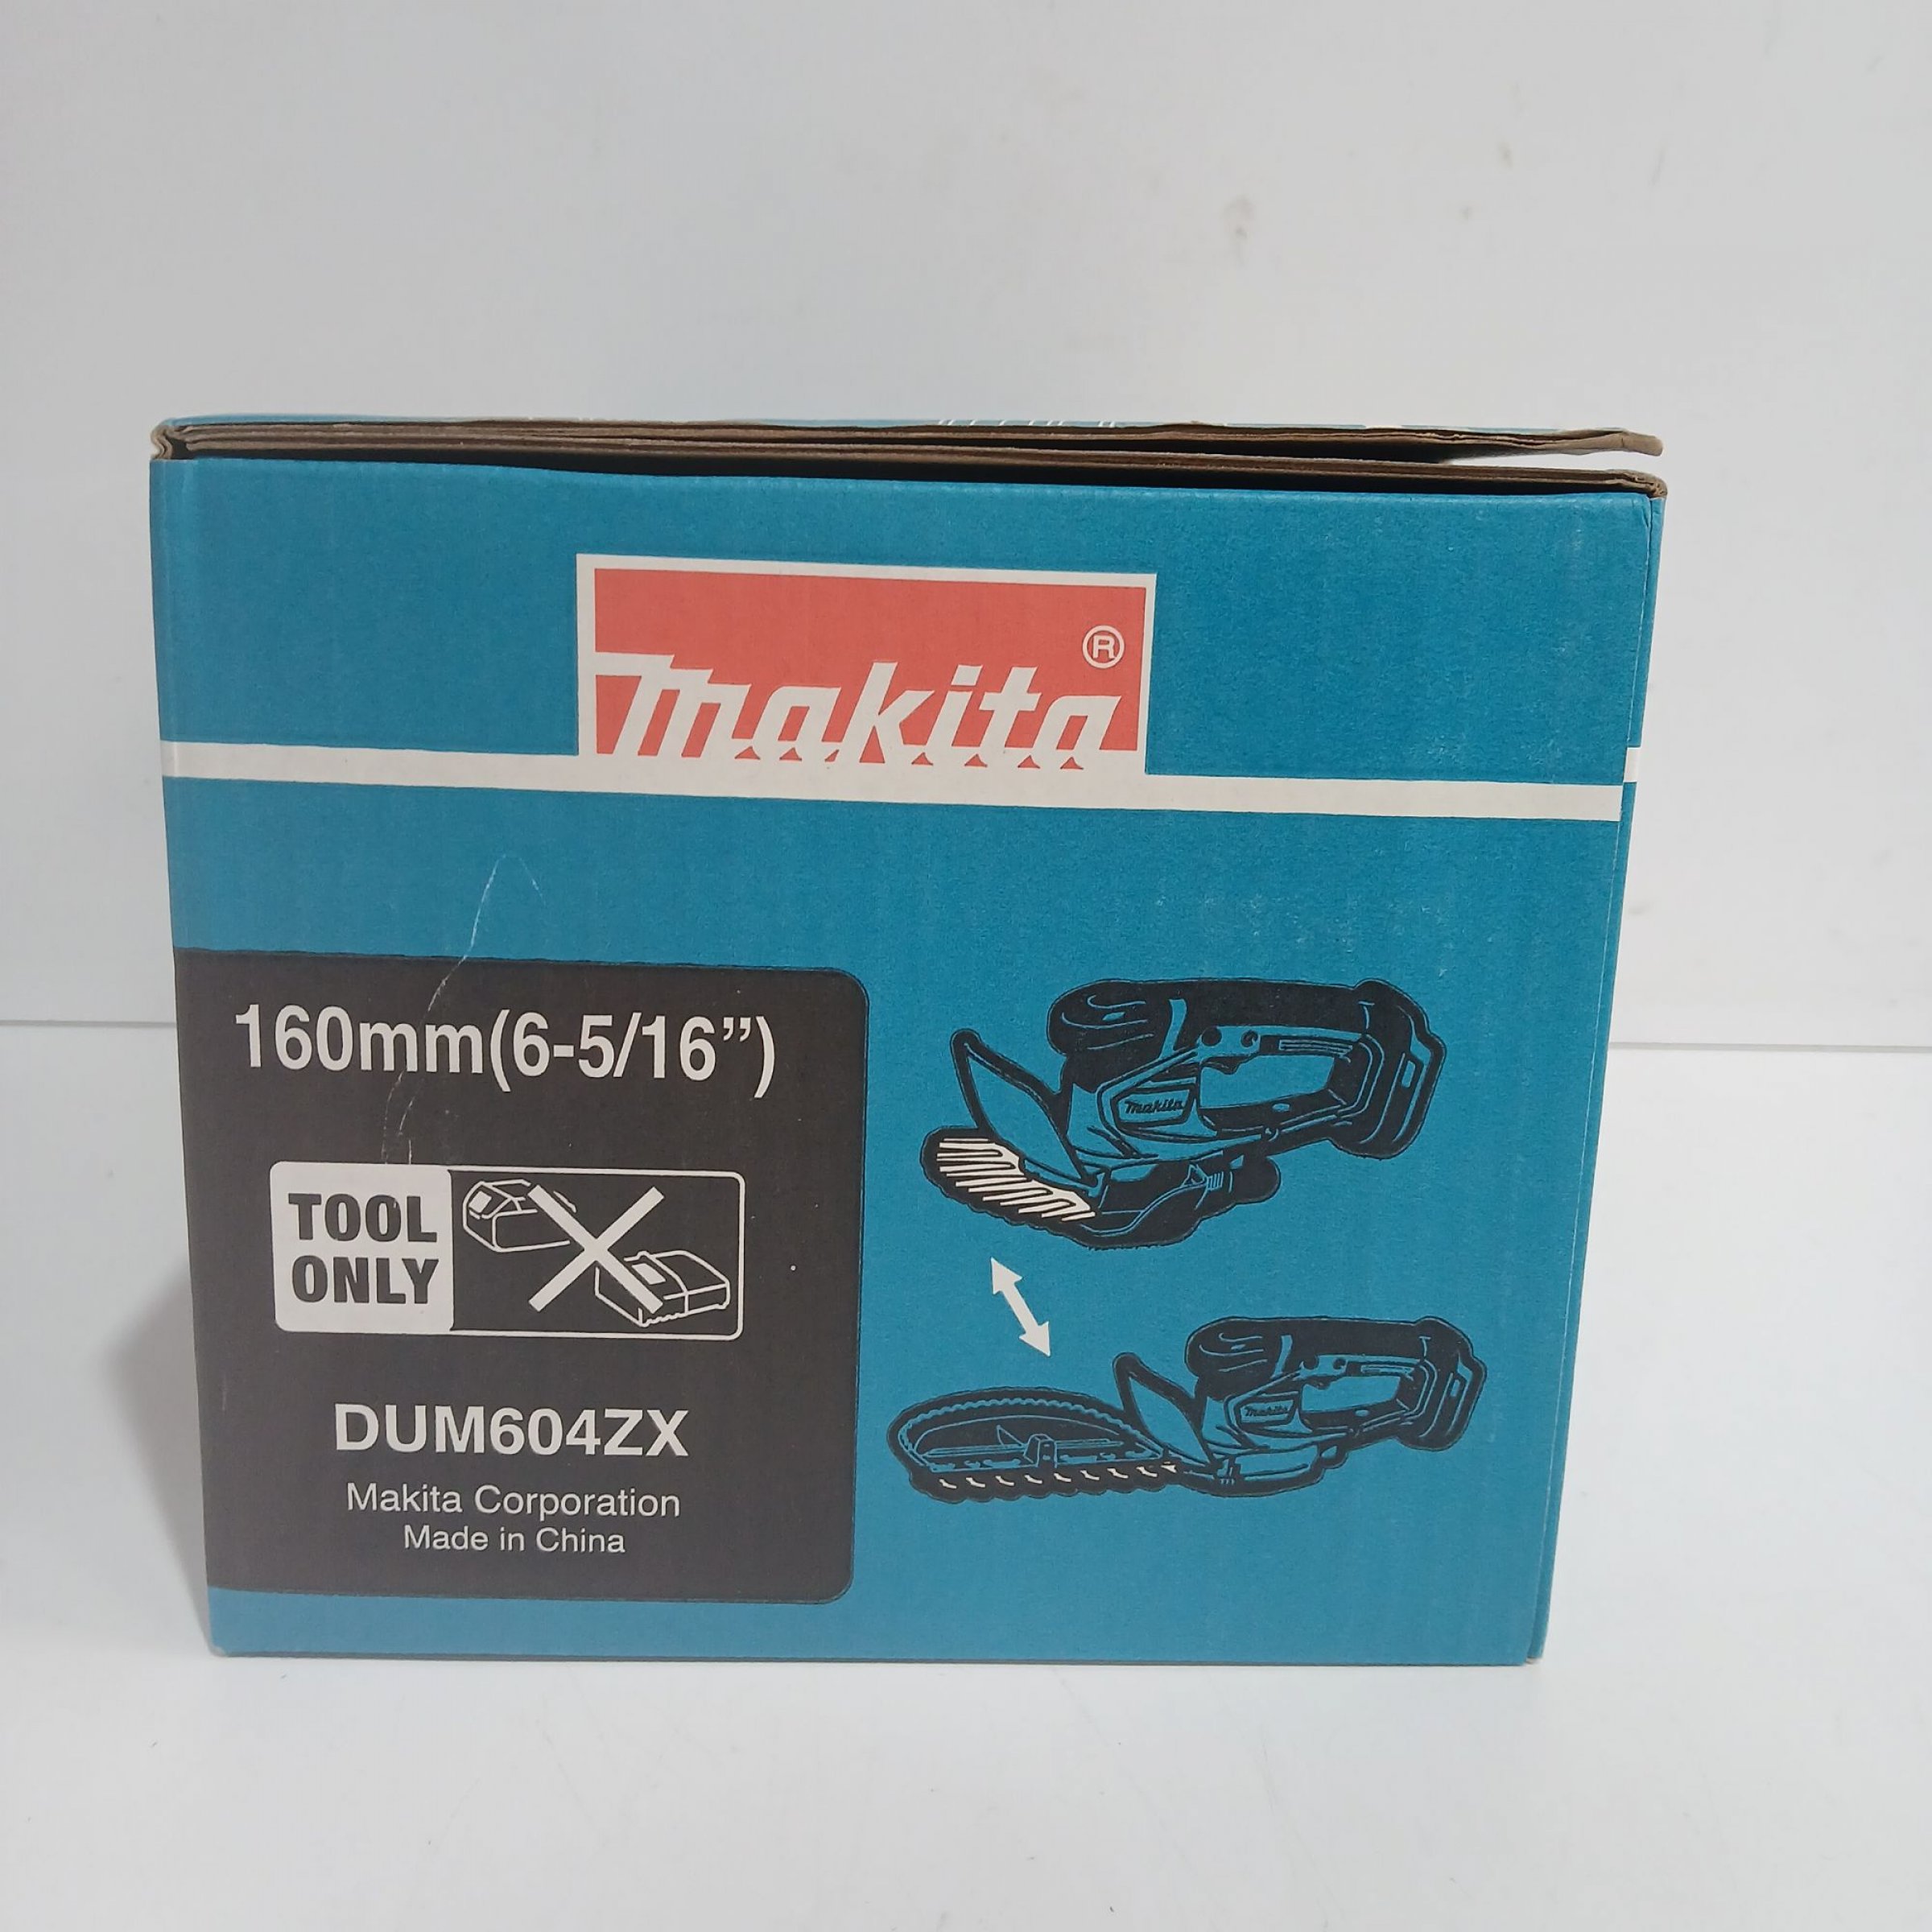 makita®
160mm(6-5/16”)
TOOL
ONLY
DUM604ZX
Makita Corporation
Made in China
makita
makita